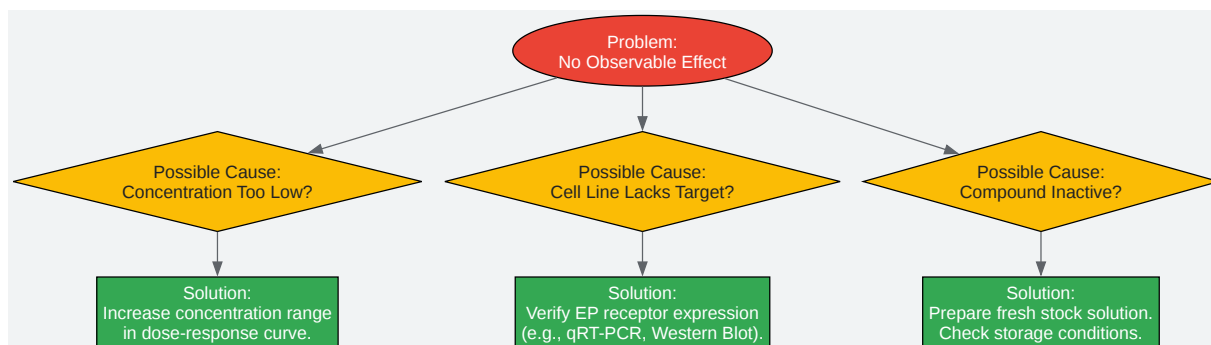 Problem:
No Observable Effect
Possible Cause:
Concentration Too Low?
Possible Cause:
Cell Line Lacks Target?
Possible Cause:
Compound Inactive?
Solution:
Increase concentration range
in dose-response curve.
Solution:
Verify EP receptor expression
(e.g., qRT-PCR, Western Blot).
Solution:
Prepare fresh stock solution.
Check storage conditions.